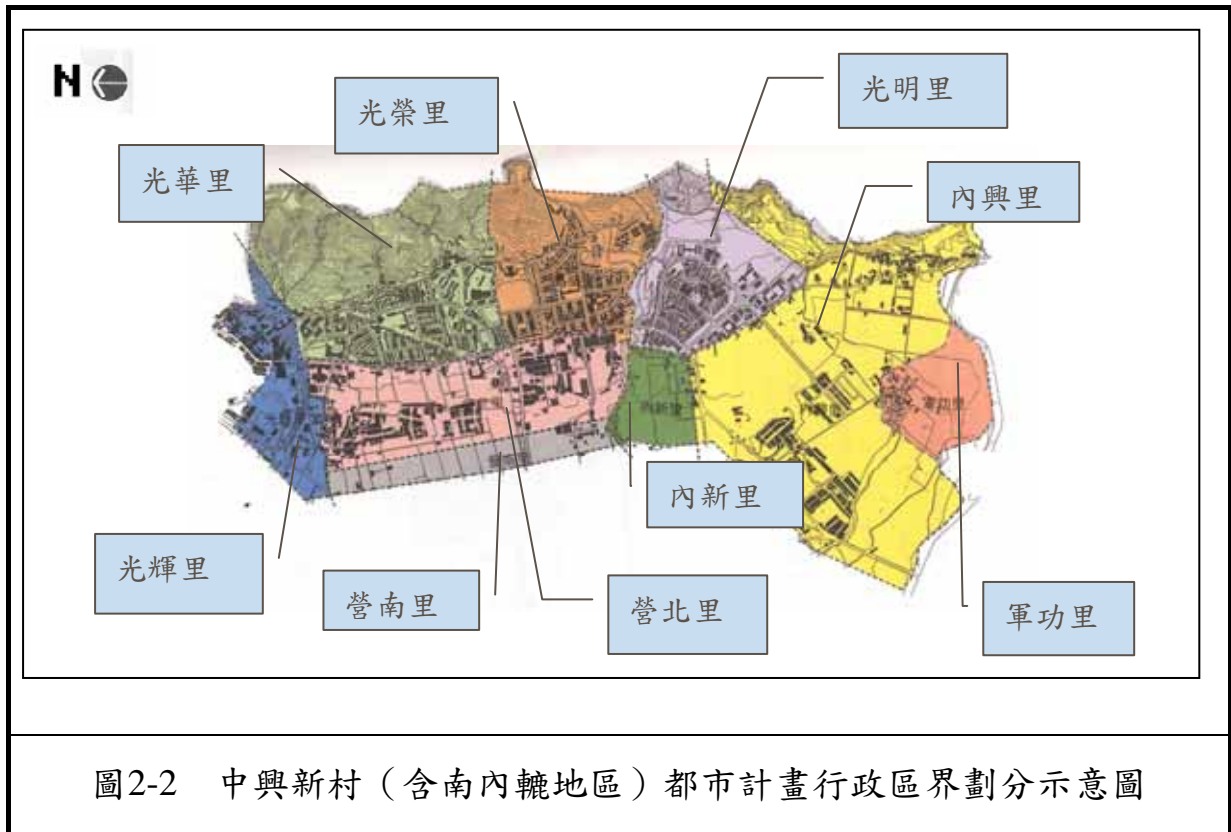 N
光榮里
光明里
光華里
內興里
內新里
光輝里
營南里
營北里
軍功里
圖2-2 中興新村（含南內轆地區）都市計畫行政區界劃分示意圖